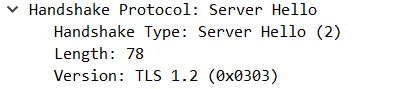 Handshake Protocol: Server Hello
Handshake Type: Server Hello (2)
Length: 78
Version: TLS 1.2 (0x0303)